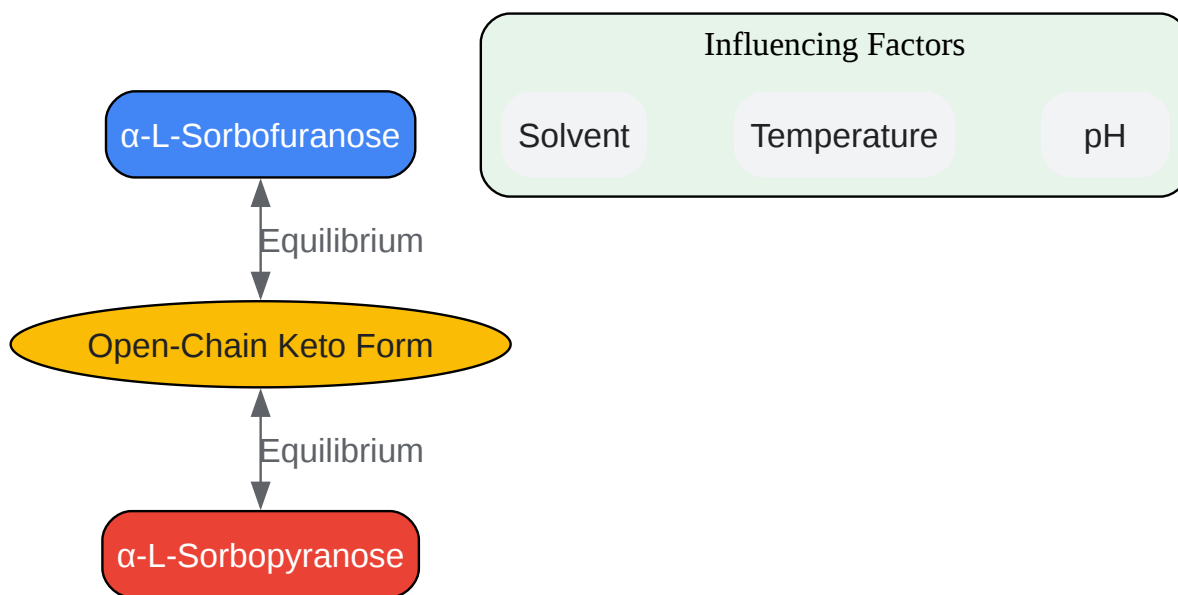 Influencing Factors
α-L-Sorbofuranose
Solvent
Temperature
pH
Equilibrium
Open-Chain Keto Form
Equilibrium
α-L-Sorbopyranose